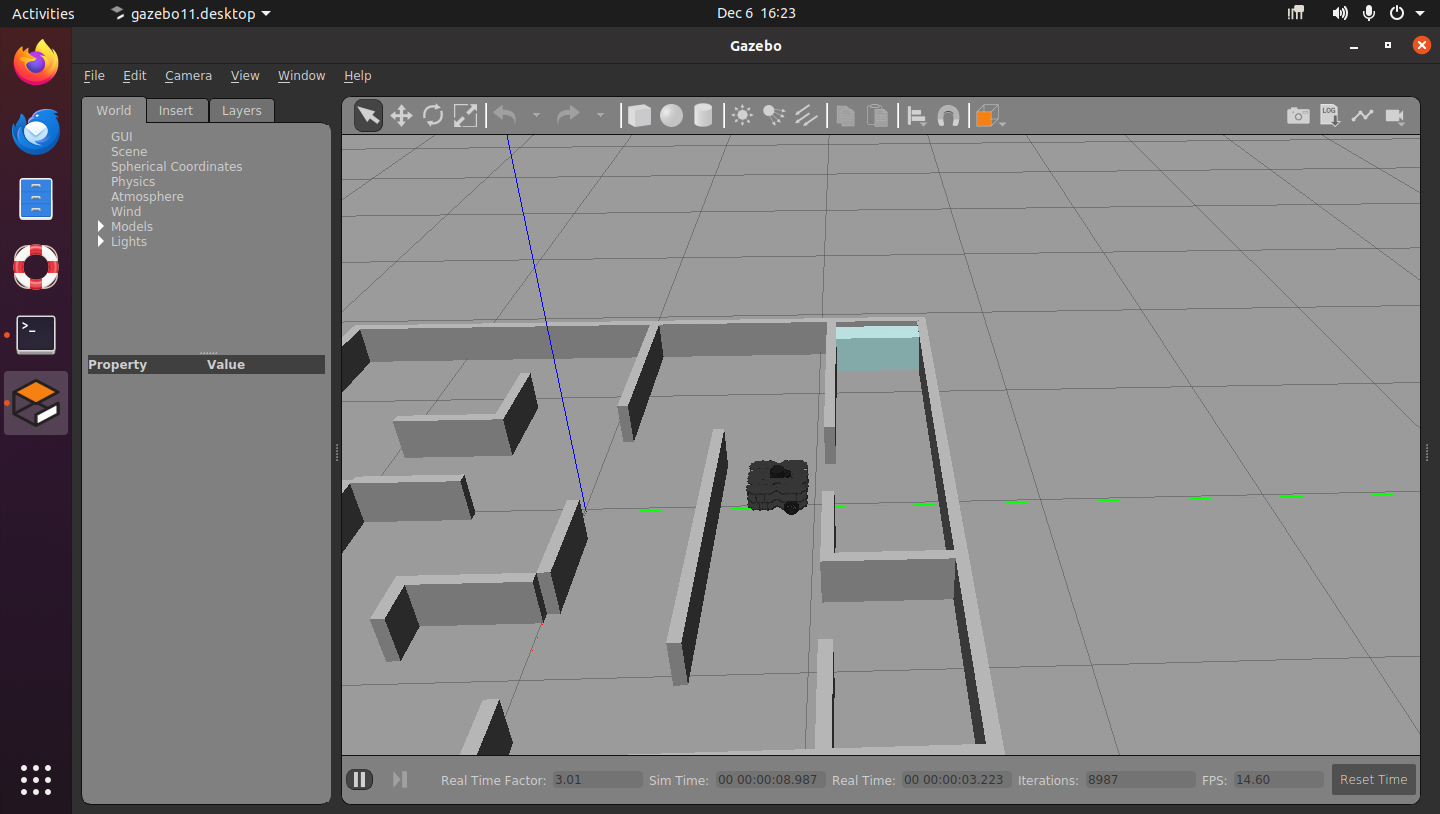 Activities gazebo11.desktop Dec 6 16:23
Gazebo
File Edit Camera View Window Help
World Insert Layers
GUI
Scene
Spherical Coordinates
Physics
Atmosphere
Wind
Models
Lights
Property Value
LOG
>_
Real Time Factor: 3.01 Sim Time: 00 00:00:08.987 Real Time: 00 00:00:03.223 Iterations: 8987 FPS: 14.60 Reset Time